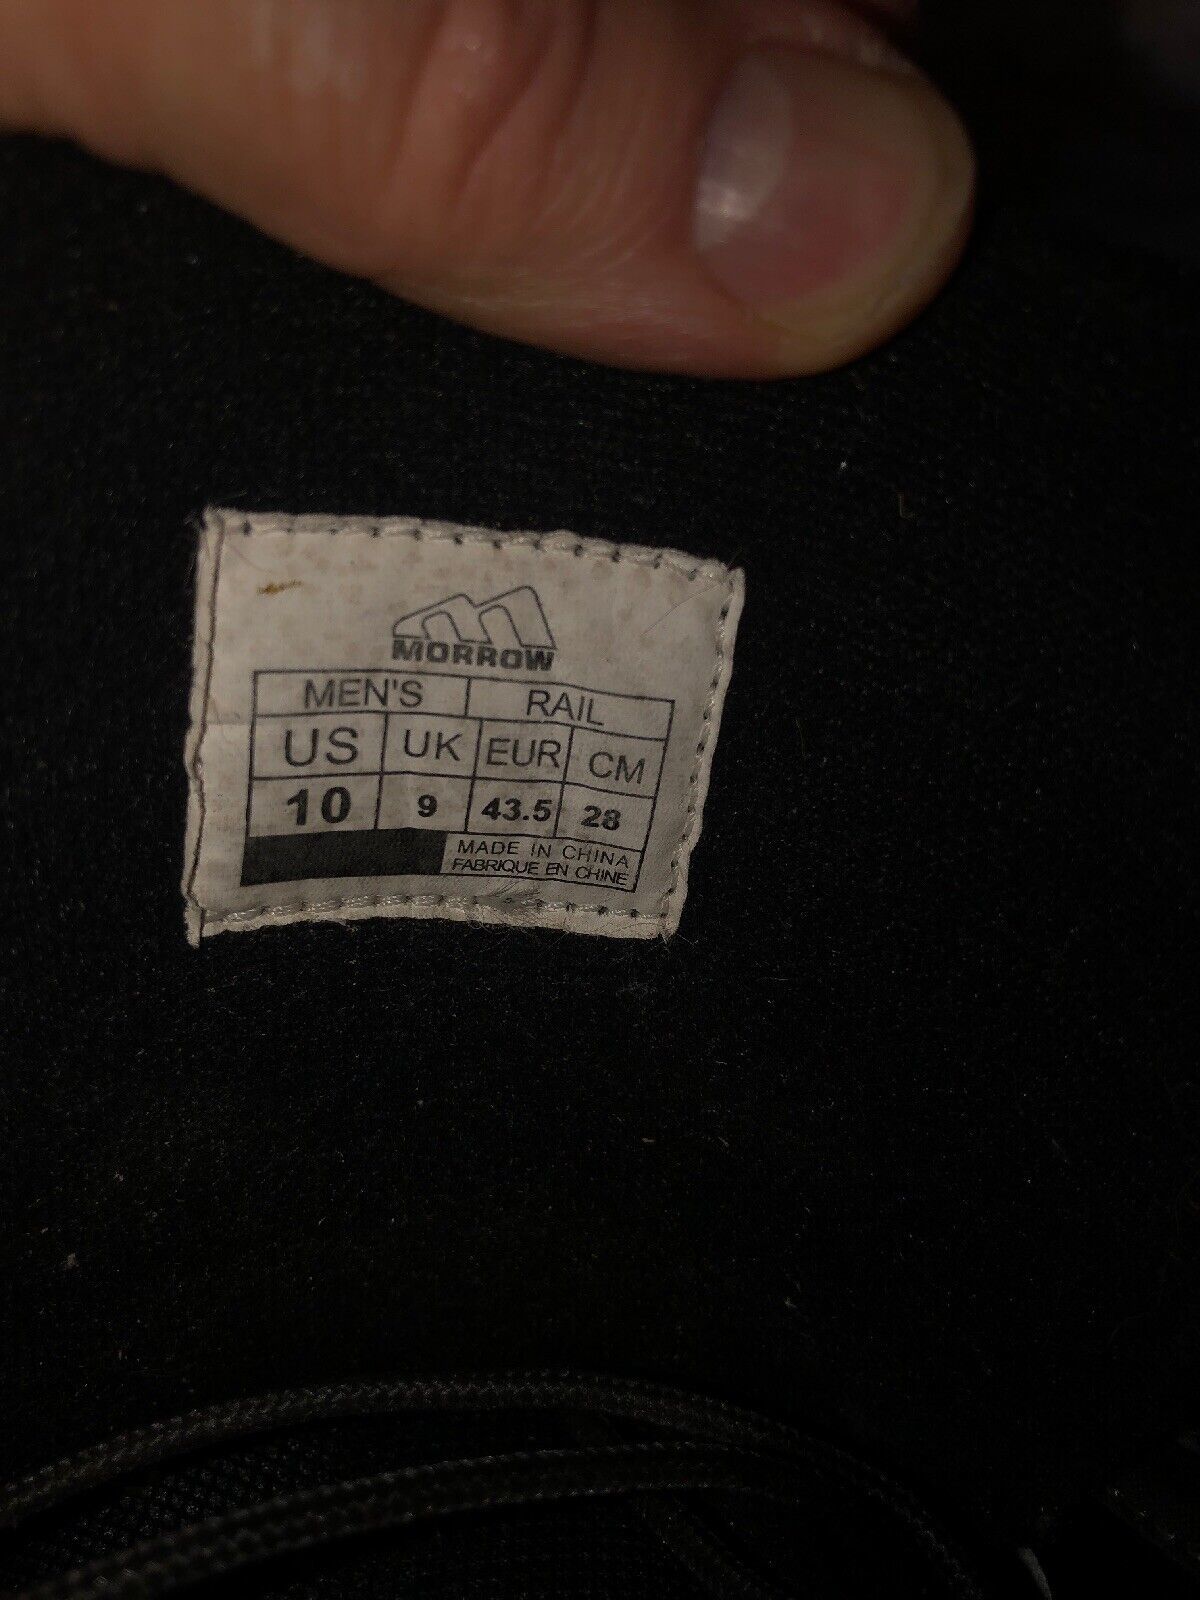 MORROW
MEN'S RAIL
US UK EUR CM
10 9 43.5 28
MADE IN CHINA
FABRIQUE EN CHINE